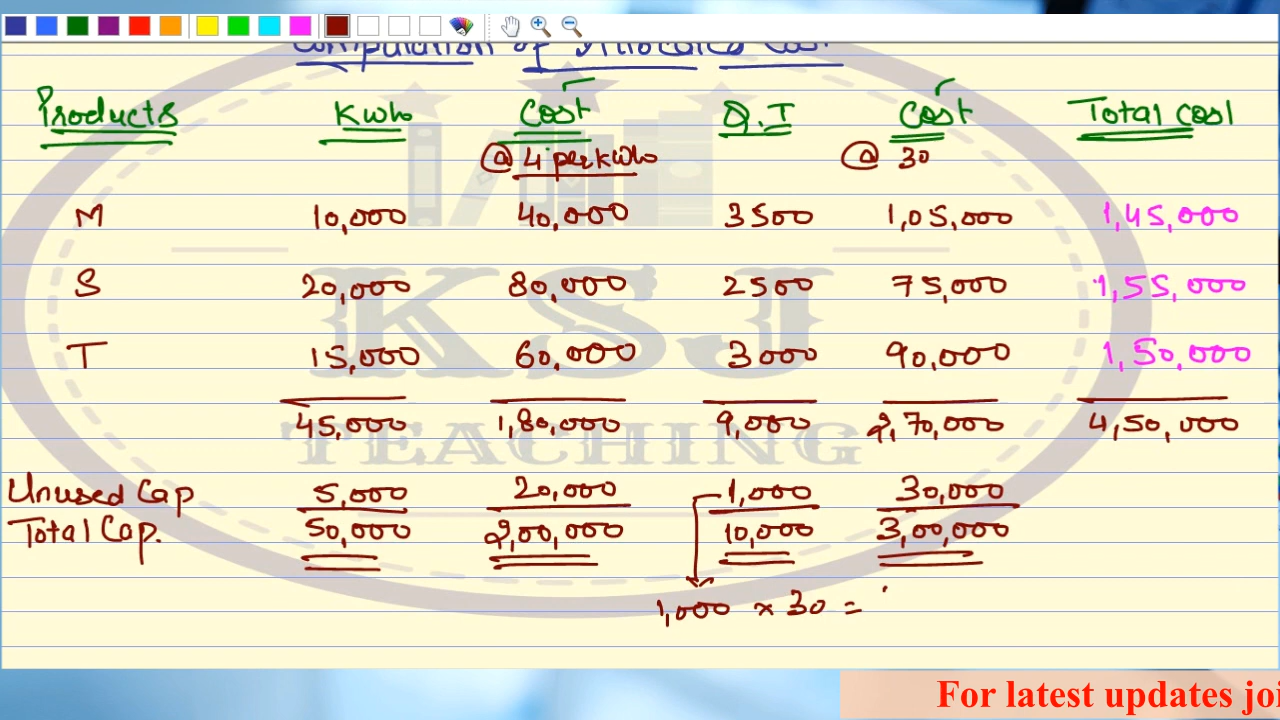 Computation of Allocated Cost
Products Kwh Cost Q.I Cost Total Cost
@ 4 per Kwh @ 30
M 10,000 40,000 3500 1,05,000 1,45,000
S 20,000 80,000 2500 75,000 1,55,000
T 15,000 60,000 3000 90,000 1,50,000
45,000 1,80,000 9,000 2,70,000 4,50,000
Unused Cap 5,000 20,000 1,000 30,000
Total Cap. 50,000 2,00,000 10,000 3,00,000
1,000 x 30 =
KSJ
TEACHING
For latest updates joi